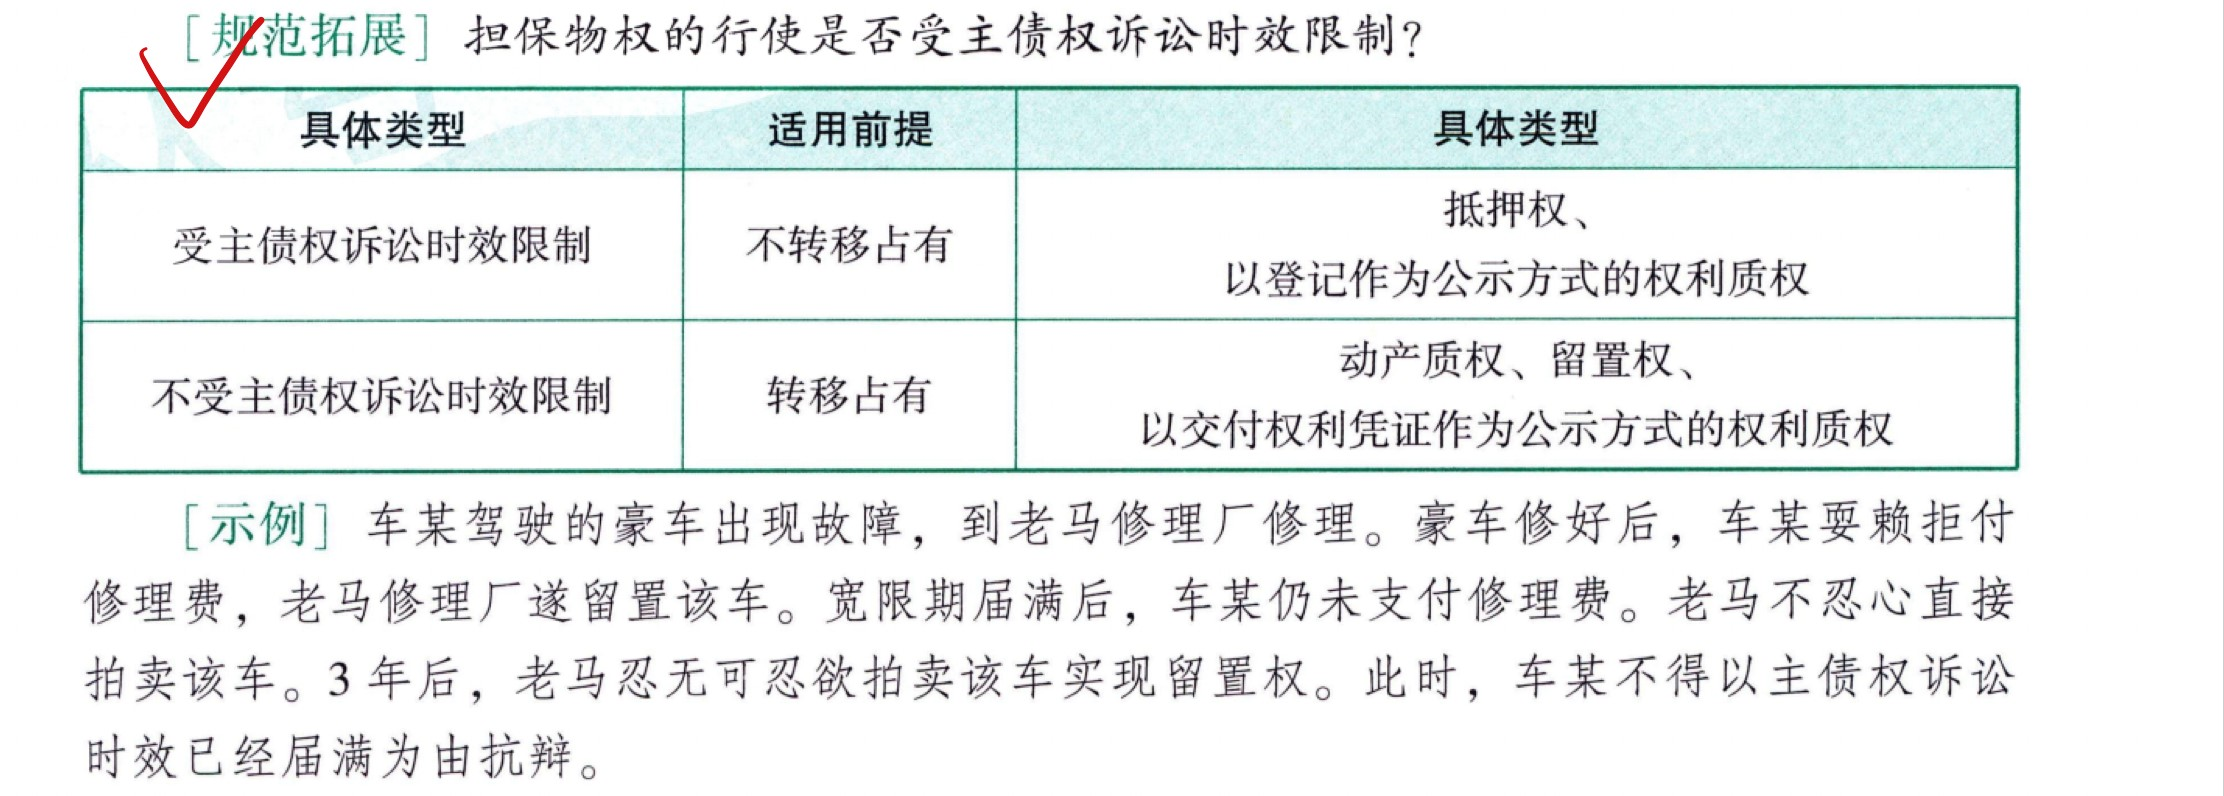 [规范拓展] 担保物权的行使是否受主债权诉讼时效限制？
具体类型 适用前提 具体类型
受主债权诉讼时效限制 不转移占有 抵押权、
以登记作为公示方式的权利质权
不受主债权诉讼时效限制 转移占有 动产质权、留置权、
以交付权利凭证作为公示方式的权利质权
[示例] 车某驾驶的豪车出现故障，到老马修理厂修理。豪车修好后，车某耍赖拒付
修理费，老马修理厂遂留置该车。宽限期届满后，车某仍未支付修理费。老马不忍心直接
拍卖该车。3 年后，老马忍无可忍欲拍卖该车实现留置权。此时，车某不得以主债权诉讼
时效已经届满为由抗辩。